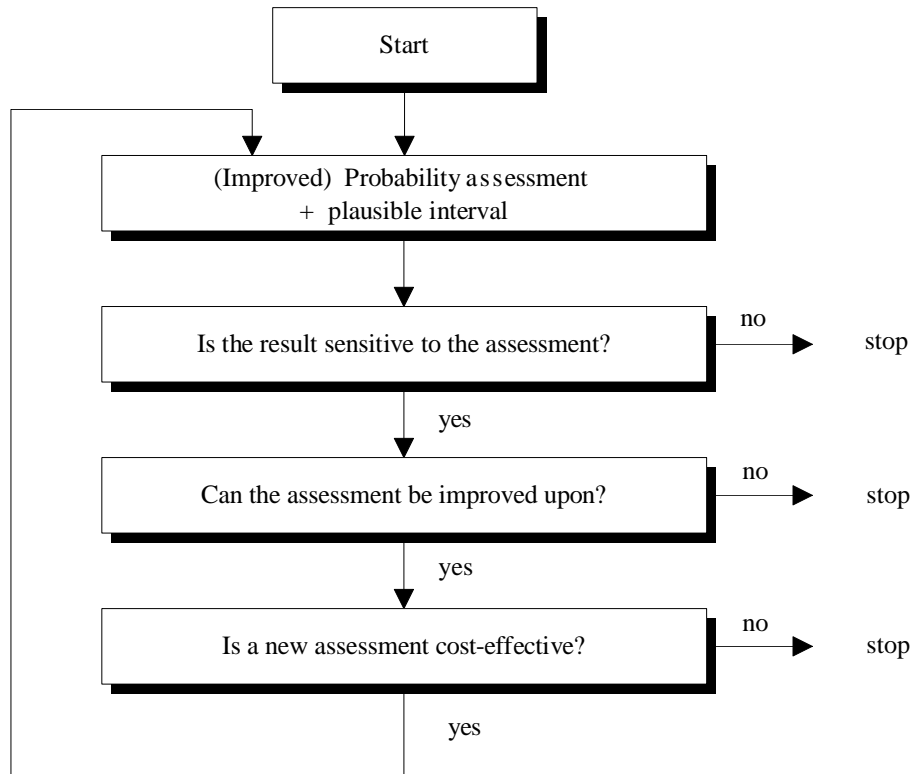 Start
(Improved) Probability assessment
+ plausible interval
Is the result sensitive to the assessment?
no
stop
yes
Can the assessment be improved upon?
no
stop
yes
Is a new assessment cost-effective?
no
stop
yes